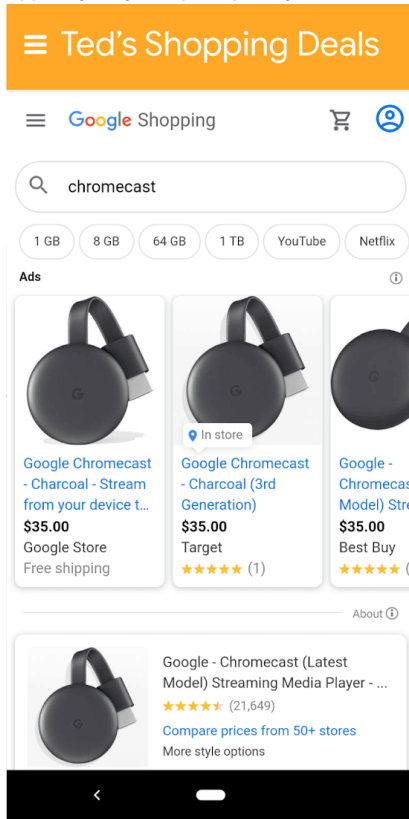 Ted's Shopping Deals
Google Shopping
chromecast
1 GB
8 GB
64 GB
1 TB
YouTube
Netflix
Ads
G
G
G
In store
Google Chromecast
- Charcoal - Stream
from your device t...
$35.00
Google Store
Free shipping
Google Chromecast
- Charcoal (3rd
Generation)
$35.00
Target
(1)
Google -
Chromecas
Model) Stre
$35.00
Best Buy
(
About
G
Google - Chromecast (Latest
Model) Streaming Media Player - ...
(21,649)
Compare prices from 50+ stores
More style options